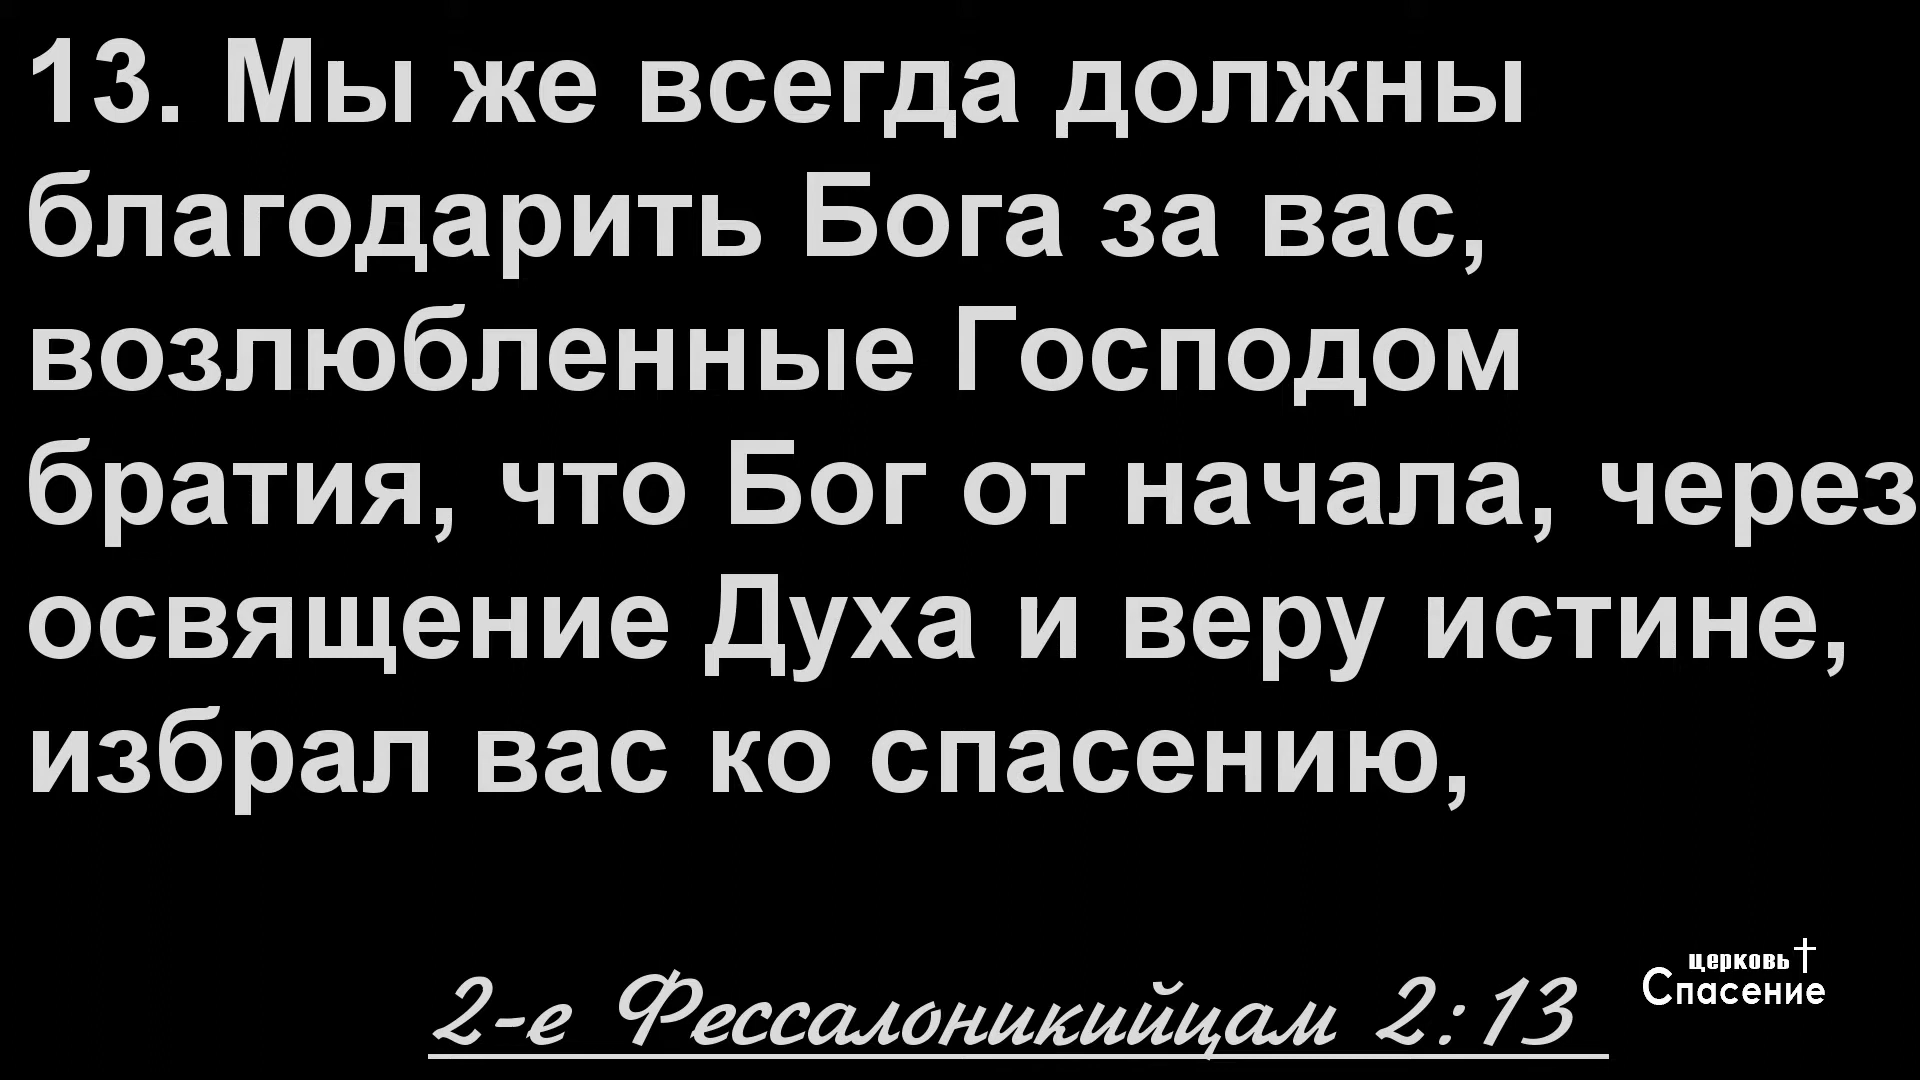 13. Мы же всегда должны
благодарить Бога за вас,
возлюбленные Господом
братия, что Бог от начала, через
освящение Духа и веру истине,
избрал вас ко спасению,
2-е Фессалоникийцам 2:13
церковь
Спасение